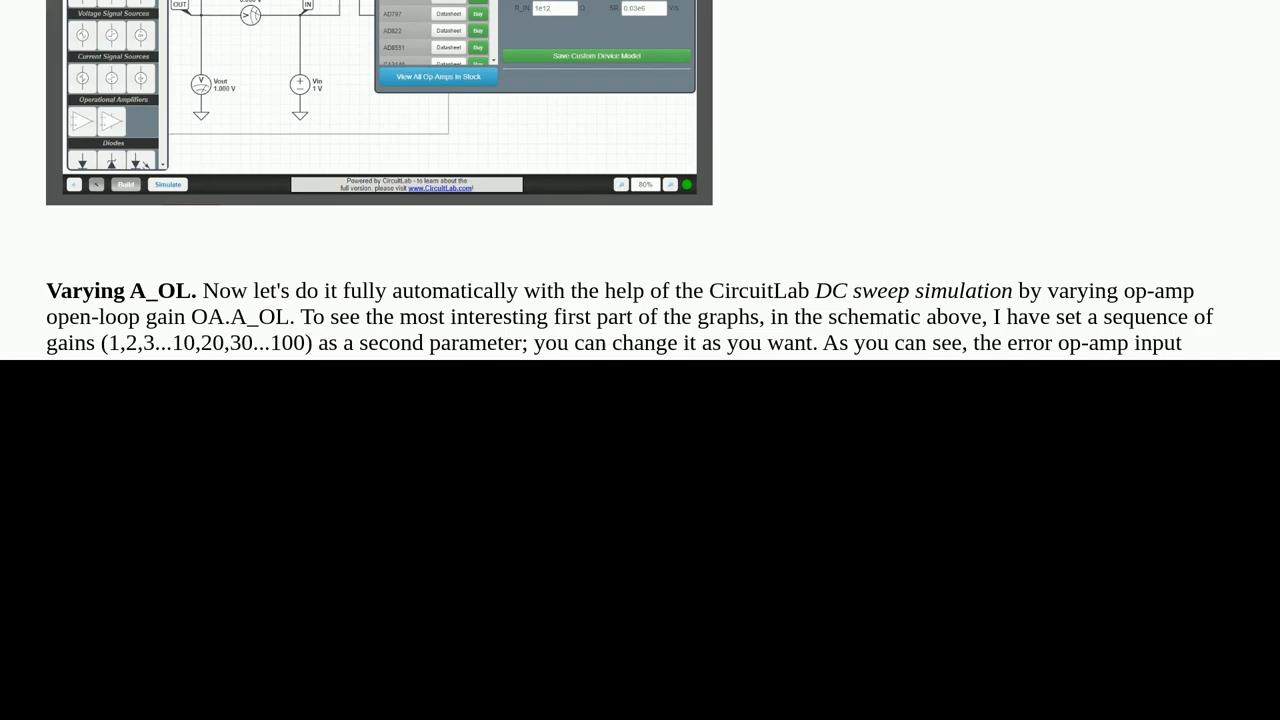 Voltage Signal Sources
OUT
IN
Current Signal Sources
Vout
1.000 V
Vin
1 V
Operational Amplifiers
Diodes
AD797 Datasheet Buy
AD822 Datasheet Buy
AD8551 Datasheet Buy
View All Op Amps In Stock
R_IN 1e12 Ω SR 0.03e6 V/s
Save Custom Device Model
Build Simulate
Powered by CircuitLab - to learn about the
full version, please visit www.CircuitLab.com!
80%
Varying A_OL. Now let's do it fully automatically with the help of the CircuitLab DC sweep simulation by varying op-amp
open-loop gain OA.A_OL. To see the most interesting first part of the graphs, in the schematic above, I have set a sequence of
gains (1,2,3...10,20,30...100) as a second parameter; you can change it as you want. As you can see, the error op-amp input